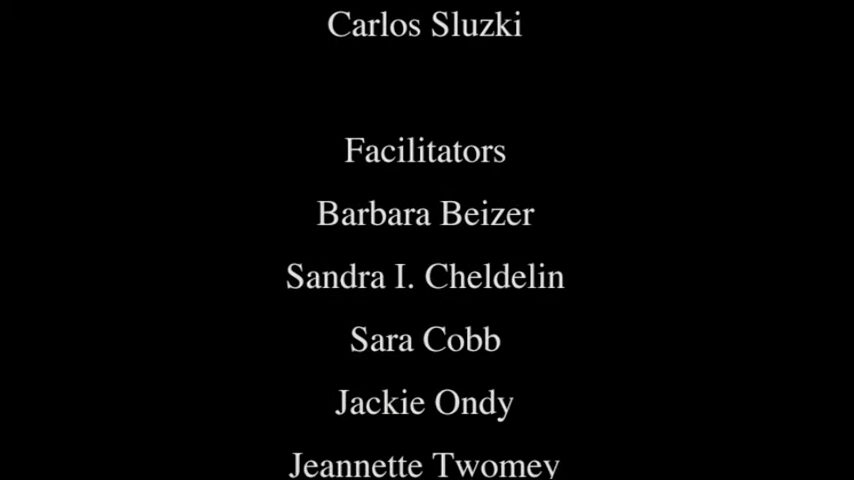 Carlos Sluzki
Facilitators
Barbara Beizer
Sandra I. Cheldelin
Sara Cobb
Jackie Ondy
Jeannette Twomey